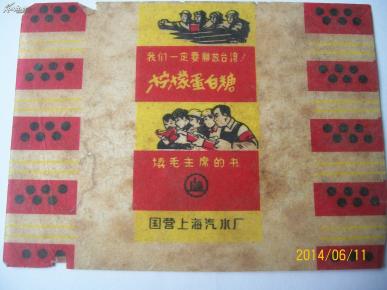 我们一定要解放台湾!
柠檬蛋白糖
读毛主席的书
国营上海汽水厂
2014/06/11